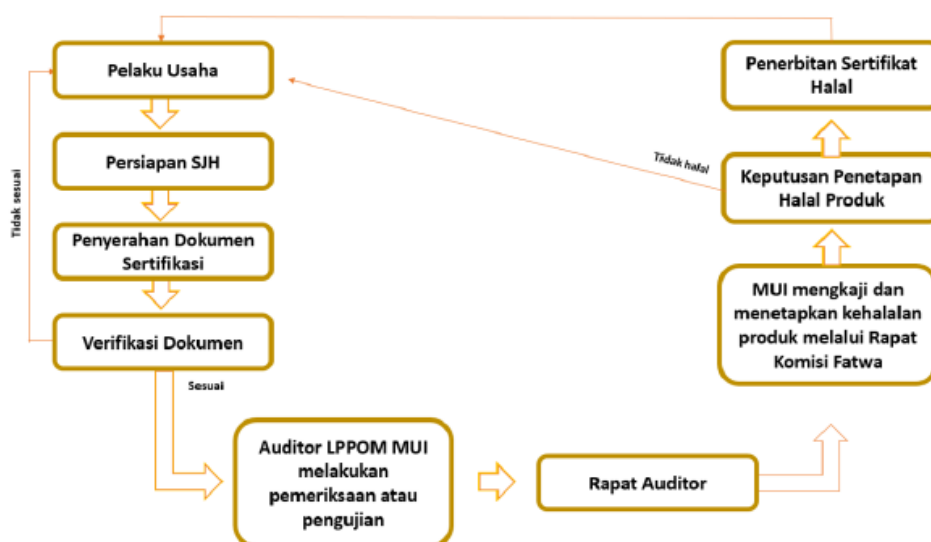 Pelaku Usaha
Persiapan SJH
Penyerahan Dokumen
Sertifikasi
Verifikasi Dokumen
Tidak sesuai
Sesuai
Auditor LPPOM MUI
melakukan
pemeriksaan atau
pengujian
Rapat Auditor
MUI mengkaji dan
menetapkan kehalalan
produk melalui Rapat
Komisi Fatwa
Keputusan Penetapan
Halal Produk
Tidak halal
Penerbitan Sertifikat
Halal